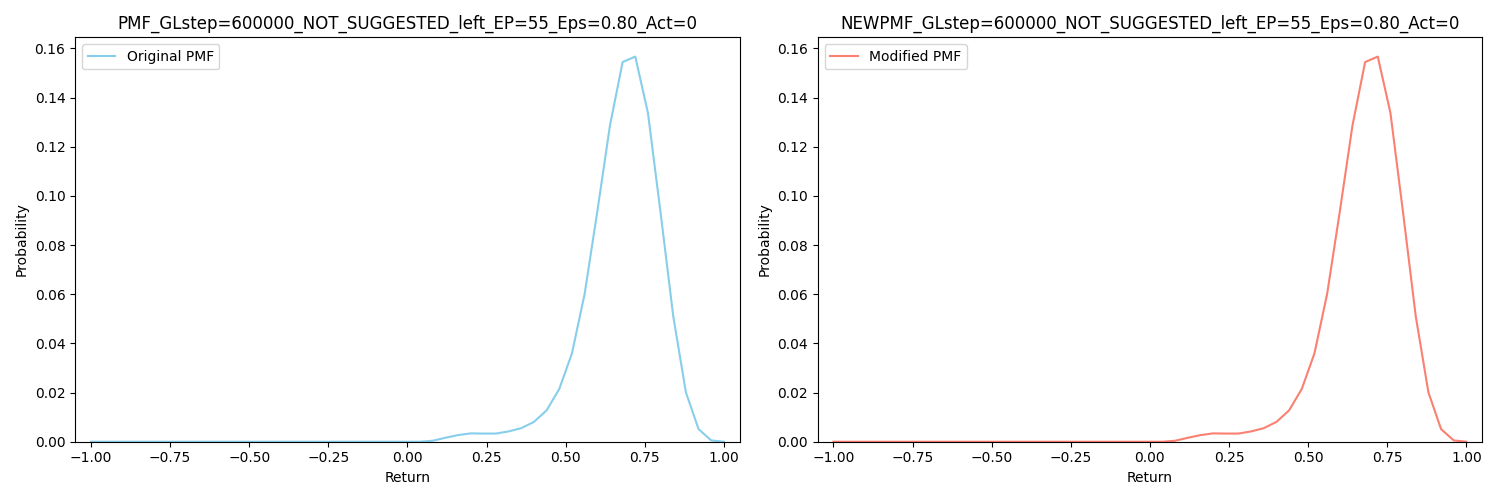 PMF_GLstep=600000_NOT_SUGGESTED_left_EP=55_Eps=0.80_Act=0
Original PMF
Probability
0.16
0.14
0.12
0.10
0.08
0.06
0.04
0.02
0.00
−1.00 −0.75 −0.50 −0.25 0.00 0.25 0.50 0.75 1.00
Return
NEWPMF_GLstep=600000_NOT_SUGGESTED_left_EP=55_Eps=0.80_Act=0
Modified PMF
Probability
0.16
0.14
0.12
0.10
0.08
0.06
0.04
0.02
0.00
−1.00 −0.75 −0.50 −0.25 0.00 0.25 0.50 0.75 1.00
Return